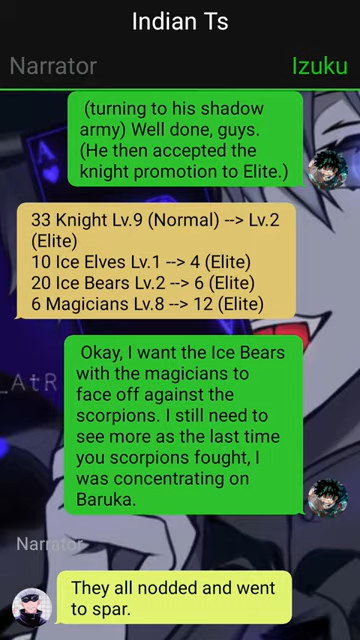 Indian Ts
Narrator
Izuku
(turning to his shadow
army) Well done, guys.
(He then accepted the
knight promotion to Elite.)
33 Knight Lv.9 (Normal) --> Lv.2
(Elite)
10 Ice Elves Lv.1 --> 4 (Elite)
20 Ice Bears Lv.2 --> 6 (Elite)
6 Magicians Lv.8 --> 12 (Elite)
_AtR
Okay, I want the Ice Bears
with the magicians to
face off against the
scorpions. I still need to
see more as the last time
you scorpions fought, I
was concentrating on
Baruka.
Narrator
They all nodded and went
to spar.